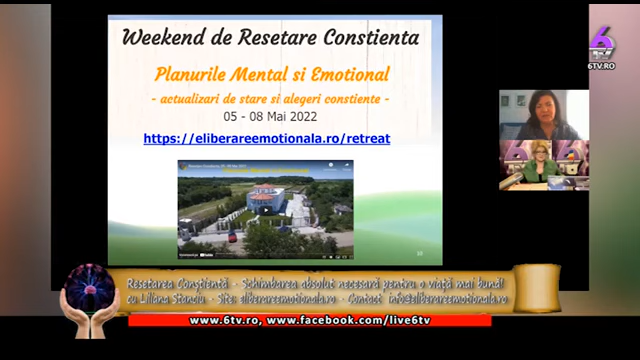 Weekend de Resetare Constienta
Planurile Mental si Emotional
- actualizari de stare si alegeri constiente -
05 - 08 Mai 2022
https://eliberareemotionala.ro/retreat
6
6TV.RO
Resetarea Conștientă - Schimbarea absolut necesară pentru o viață mai bună!
cu Liliana Stanciu - Site: eliberareemotionala.ro - Contact info@eliberareemotionala.ro
www.6tv.ro, www.facebook.com/live6tv